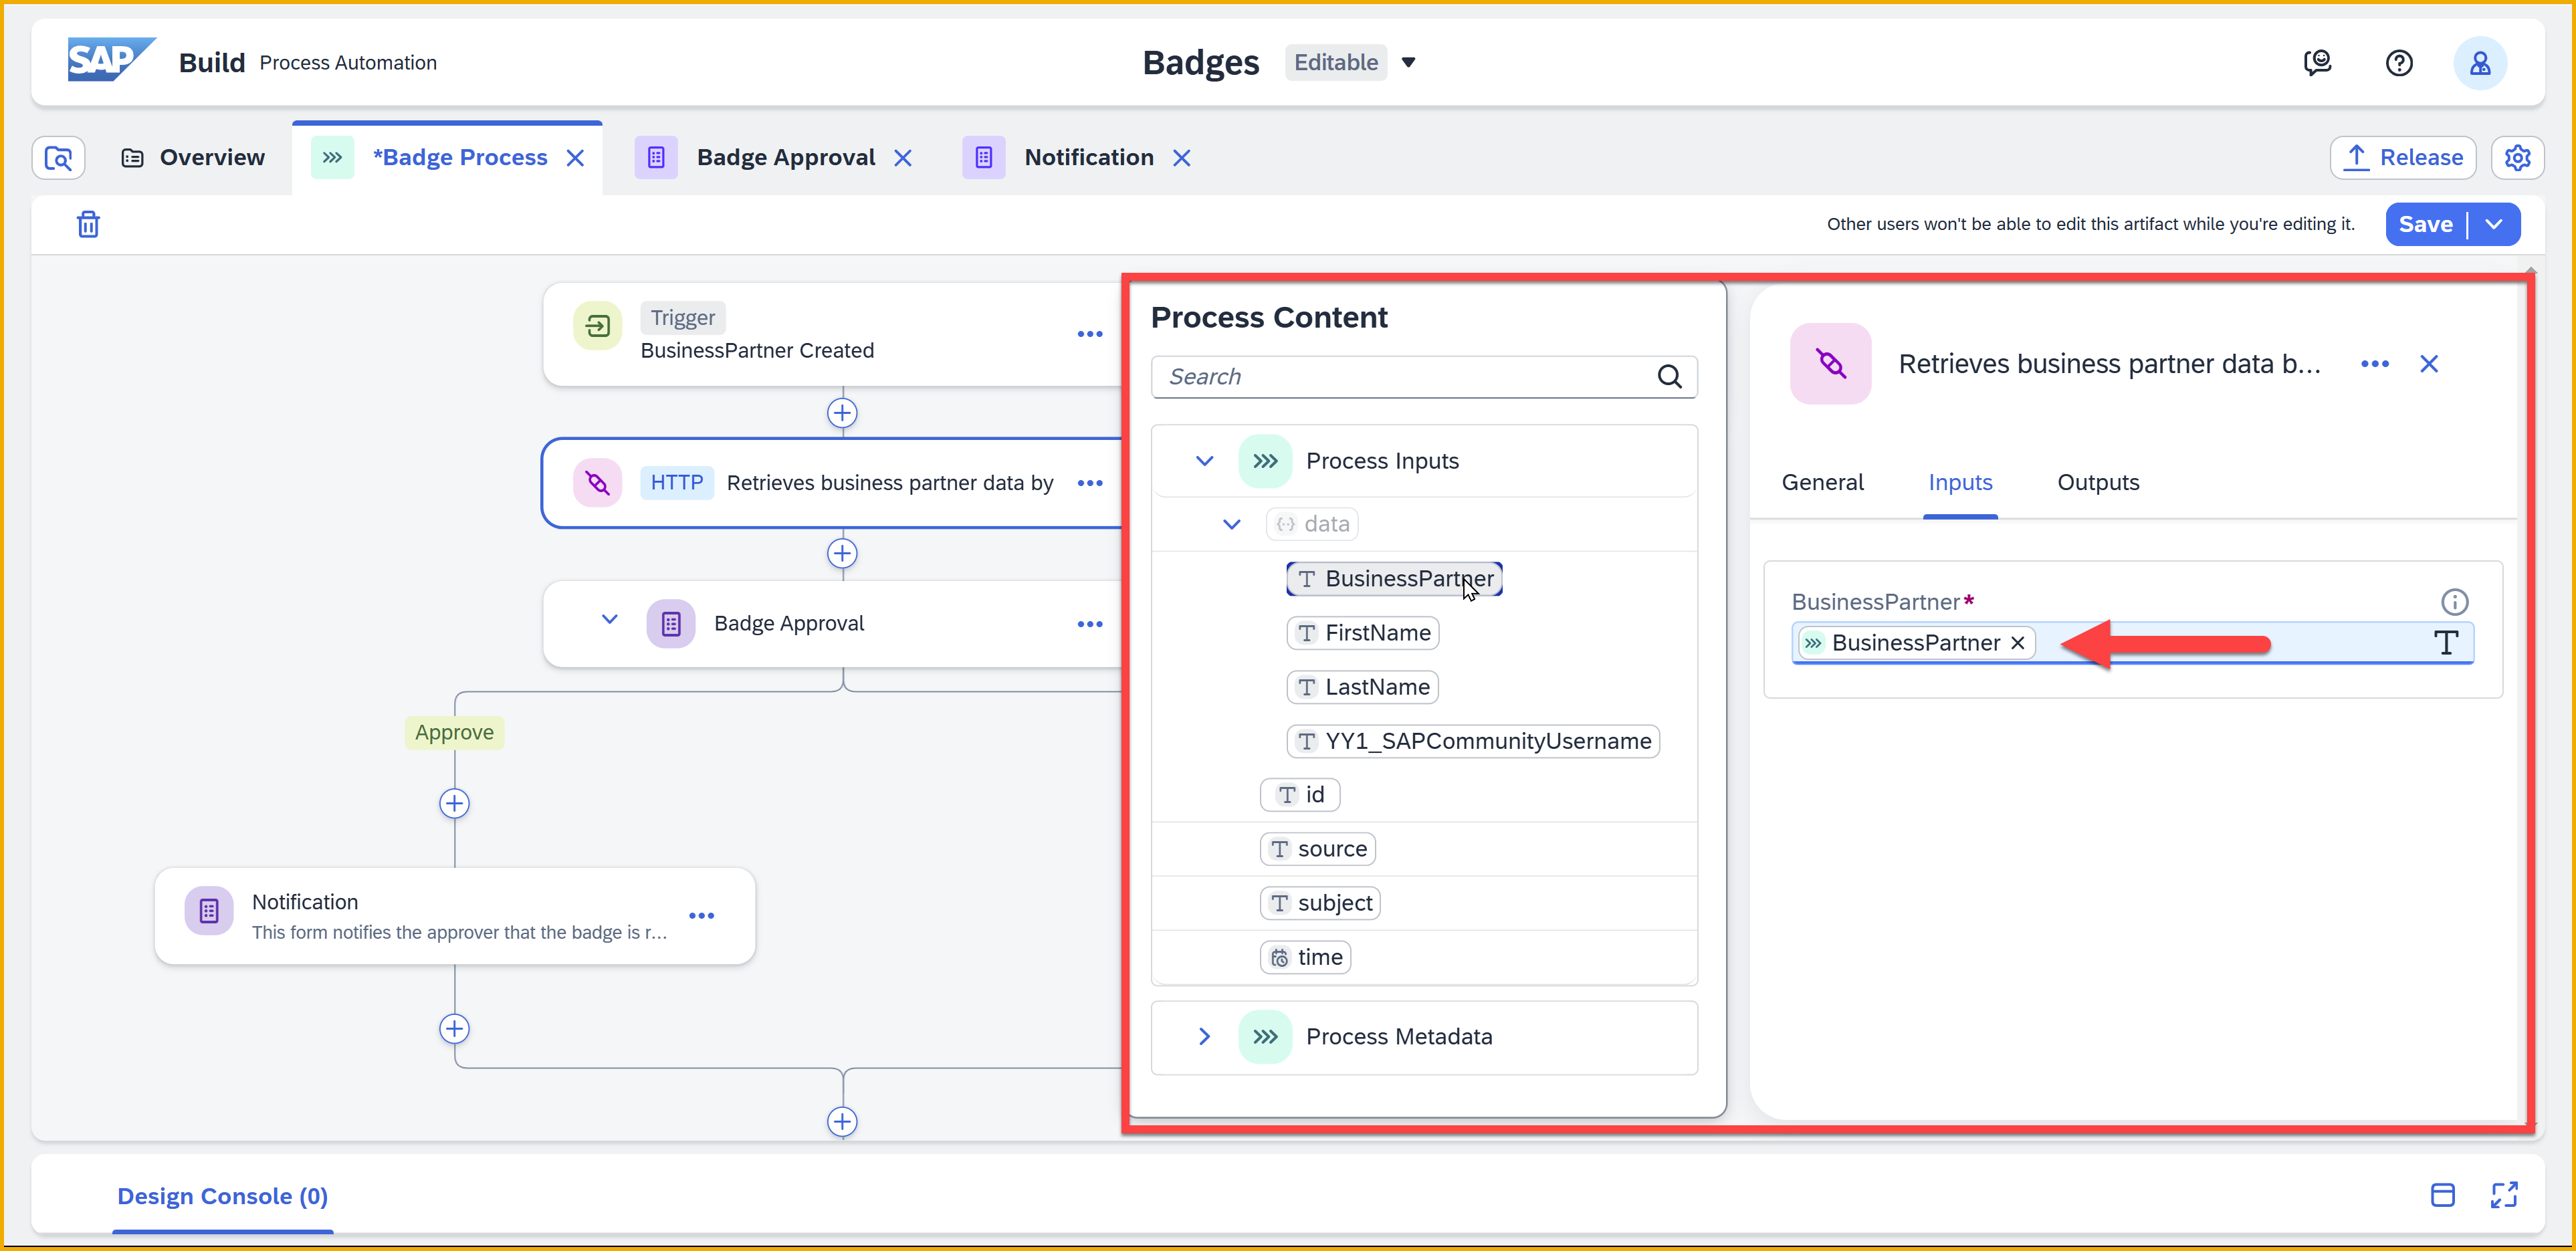 SAP Build Process Automation
Badges Editable
Overview
*Badge Process
Badge Approval
Notification
Release
Other users won't be able to edit this artifact while you're editing it.
Save
Trigger
BusinessPartner Created
HTTP Retrieves business partner data by
Badge Approval
Approve
Notification
This form notifies the approver that the badge is r...
Process Content
Search
Process Inputs
data
BusinessPartner
FirstName
LastName
YY1_SAPCommunityUsername
id
source
subject
time
Process Metadata
Retrieves business partner data b...
General Inputs Outputs
BusinessPartner*
BusinessPartner
Design Console (0)